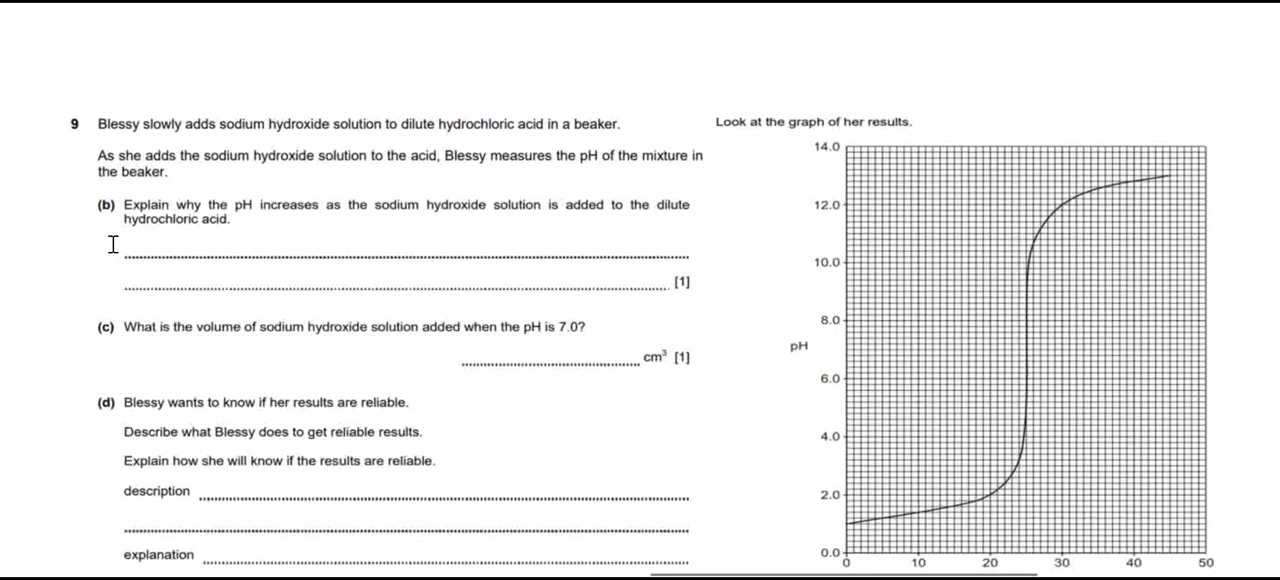 9 Blessy slowly adds sodium hydroxide solution to dilute hydrochloric acid in a beaker.
As she adds the sodium hydroxide solution to the acid, Blessy measures the pH of the mixture in
the beaker.
(b) Explain why the pH increases as the sodium hydroxide solution is added to the dilute
hydrochloric acid.
[1]
(c) What is the volume of sodium hydroxide solution added when the pH is 7.0?
cm³ [1]
(d) Blessy wants to know if her results are reliable.
Describe what Blessy does to get reliable results.
Explain how she will know if the results are reliable.
description
explanation
Look at the graph of her results.
14.0
12.0
10.0
8.0
pH
6.0
4.0
2.0
0.0
0 10 20 30 40 50